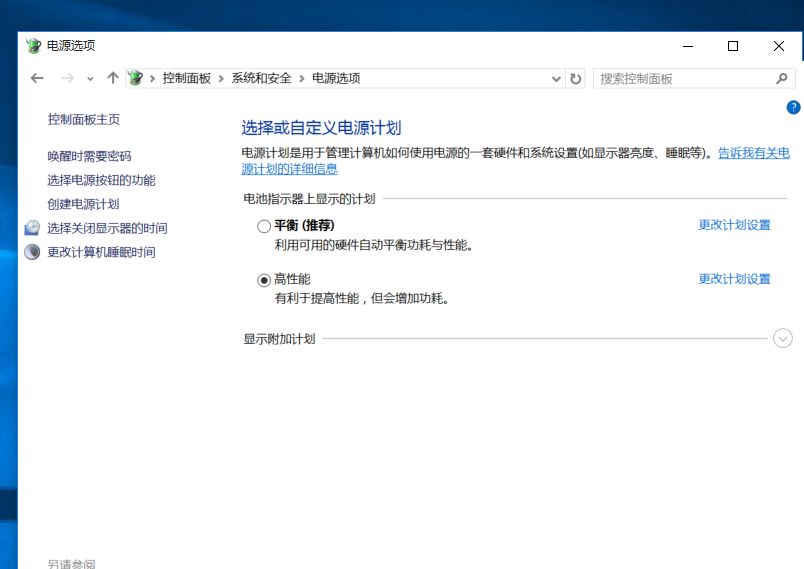 电源选项
控制面板 › 系统和安全 › 电源选项
搜索控制面板
?
控制面板主页
唤醒时需要密码
选择电源按钮的功能
创建电源计划
选择关闭显示器的时间
更改计算机睡眠时间
选择或自定义电源计划
电源计划是用于管理计算机如何使用电源的一套硬件和系统设置(如显示器亮度、睡眠等)。告诉我有关电
源计划的详细信息
电池指示器上显示的计划
平衡 (推荐) 更改计划设置
利用可用的硬件自动平衡功耗与性能。
高性能 更改计划设置
有利于提高性能，但会增加功耗。
显示附加计划
另请参阅